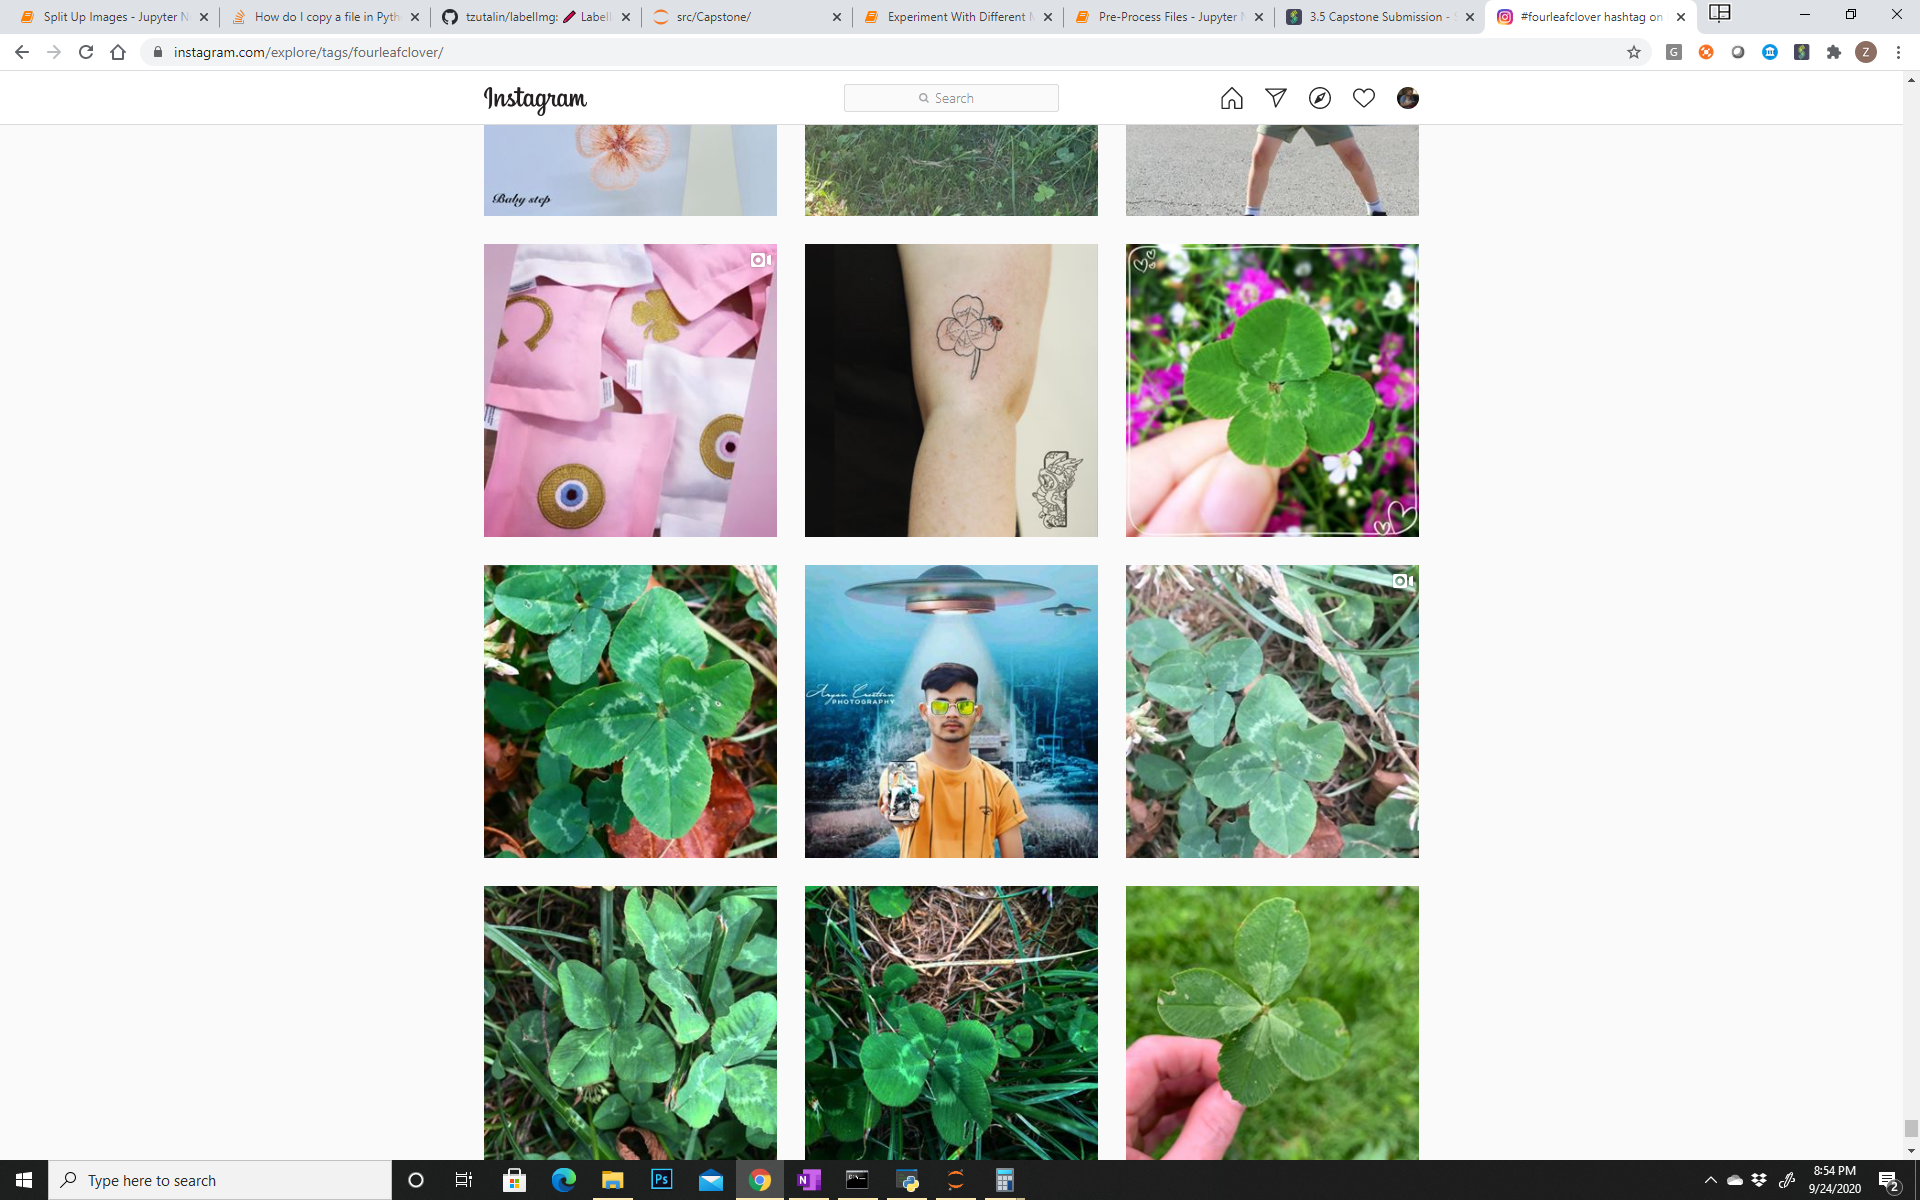 Split Up Images - Jupyter N
How do I copy a file in Pyth
tzutalin/labelImg: Labell
src/Capstone/
Experiment With Different M
Pre-Process Files - Jupyter N
3.5 Capstone Submission - S
#fourleafclover hashtag on
instagram.com/explore/tags/fourleafclover/
G
Z
Instagram
Search
Baby step
Aryan Creation
PHOTOGRAPHY
Type here to search
Ps
N
8:54 PM
9/24/2020
2